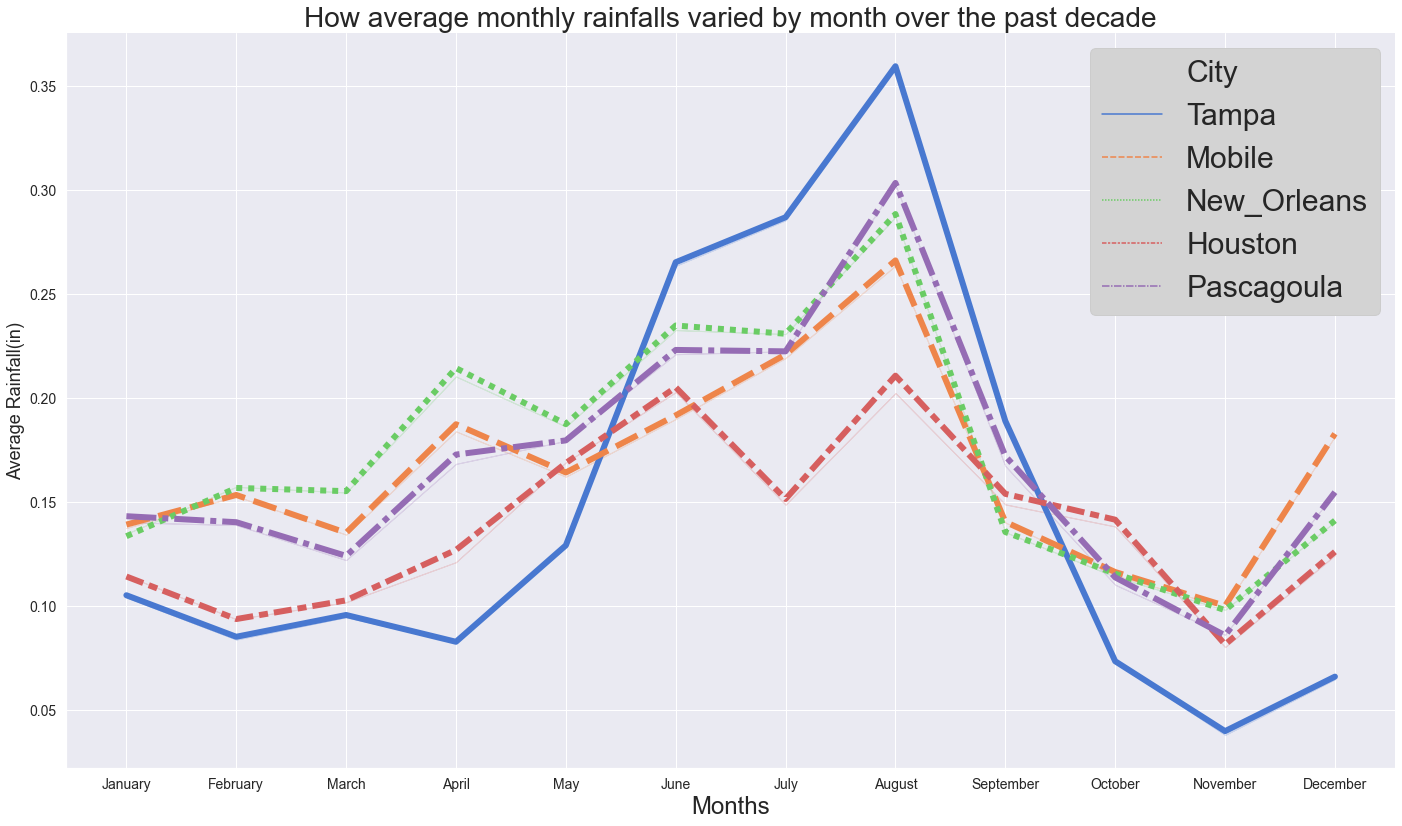 How average monthly rainfalls varied by month over the past decade
City
Tampa
Mobile
New_Orleans
Houston
Pascagoula
Average Rainfall(in)
0.35
0.30
0.25
0.20
0.15
0.10
0.05
January February March April May June July August September October November December
Months